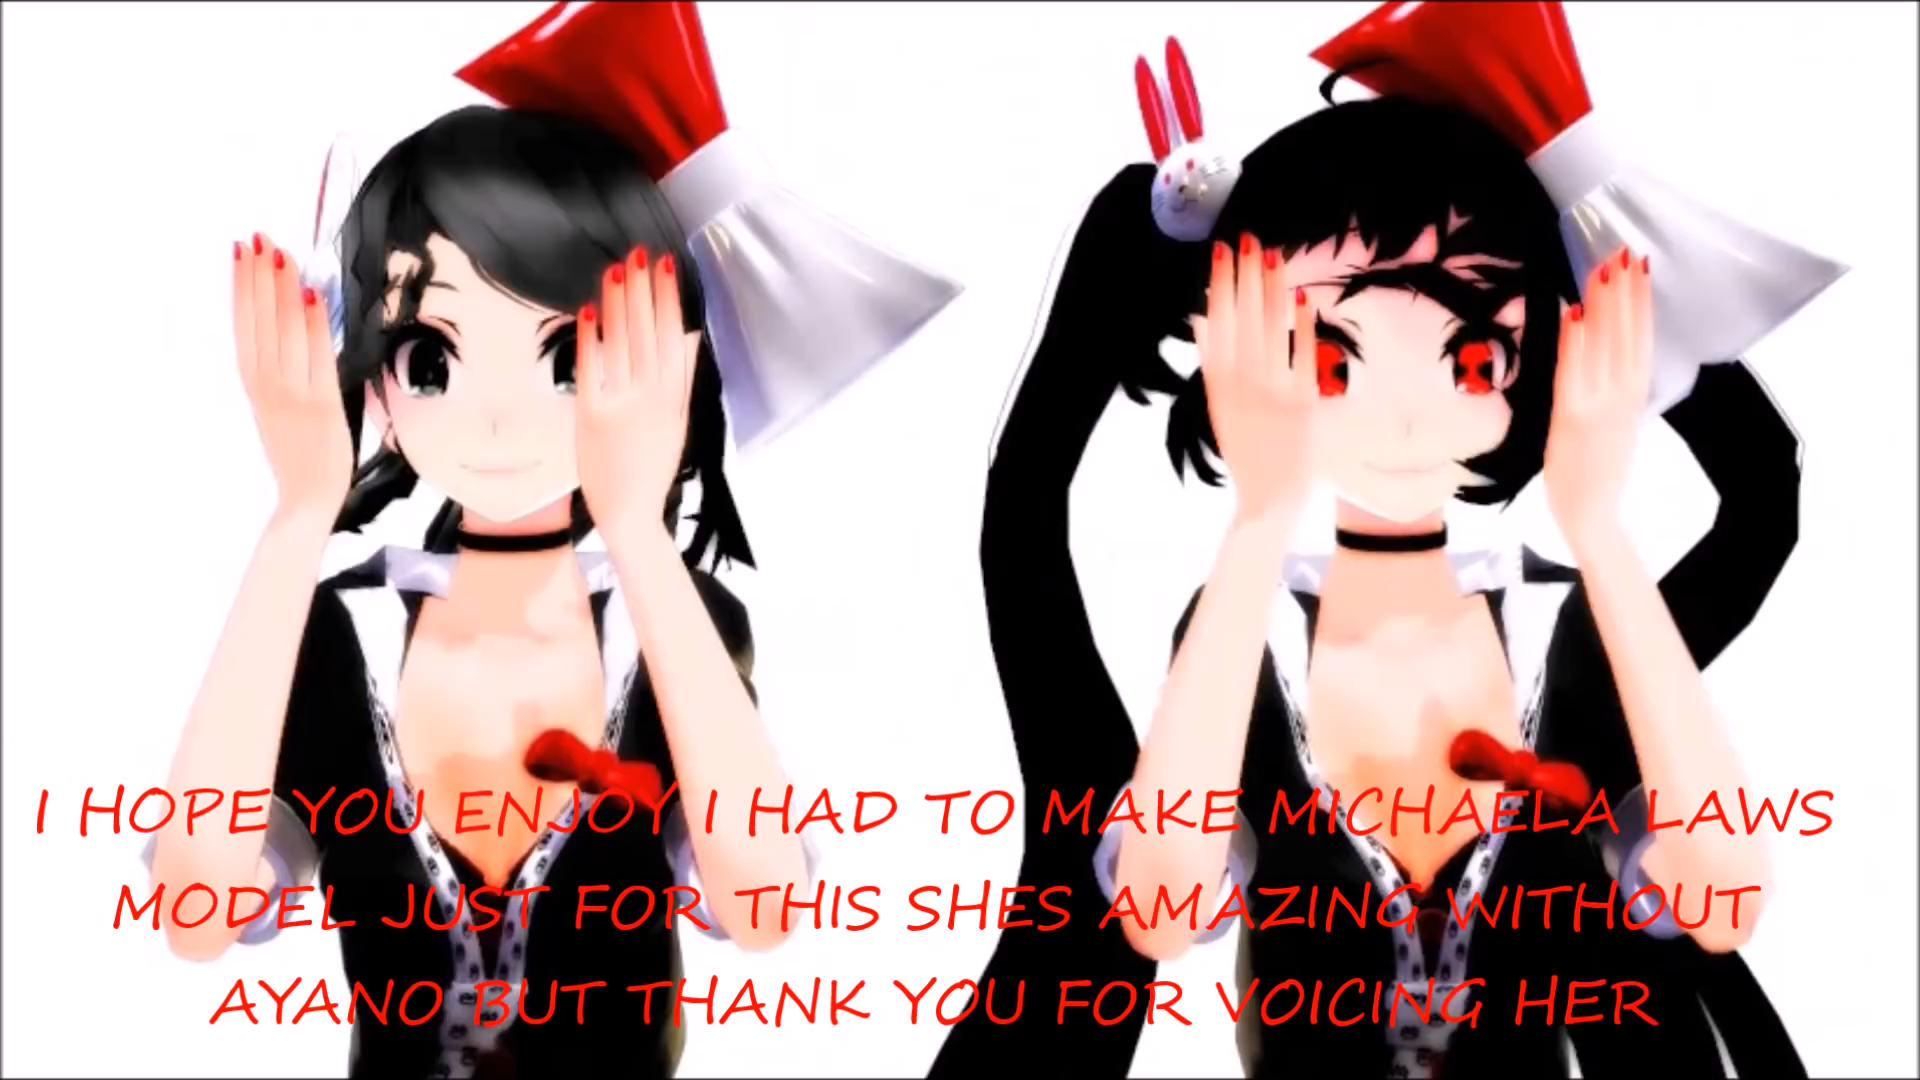 I HOPE YOU ENJOY I HAD TO MAKE MICHAELA LAWS
MODEL JUST FOR THIS SHES AMAZING WITHOUT
AYANO BUT THANK YOU FOR VOICING HER